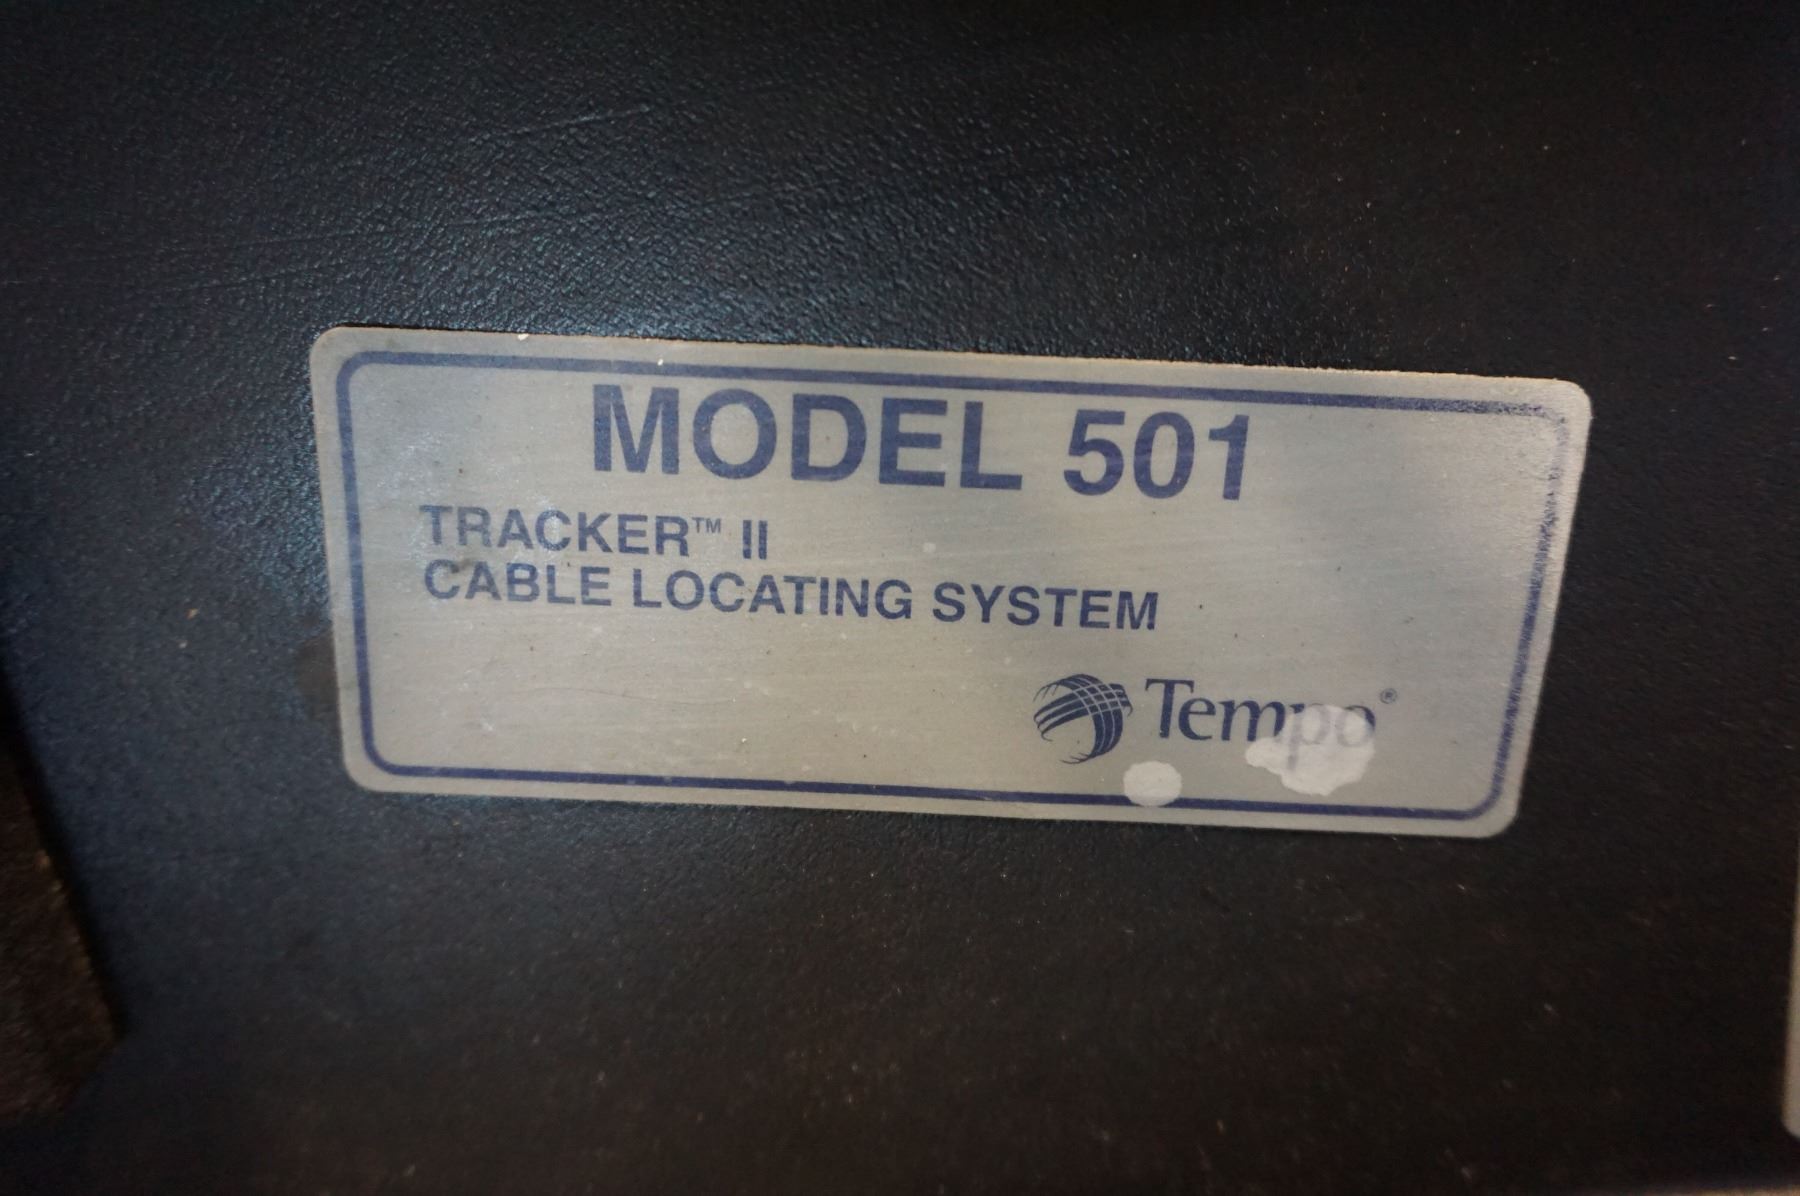 MODEL 501
TRACKER™ II
CABLE LOCATING SYSTEM
Tempo®